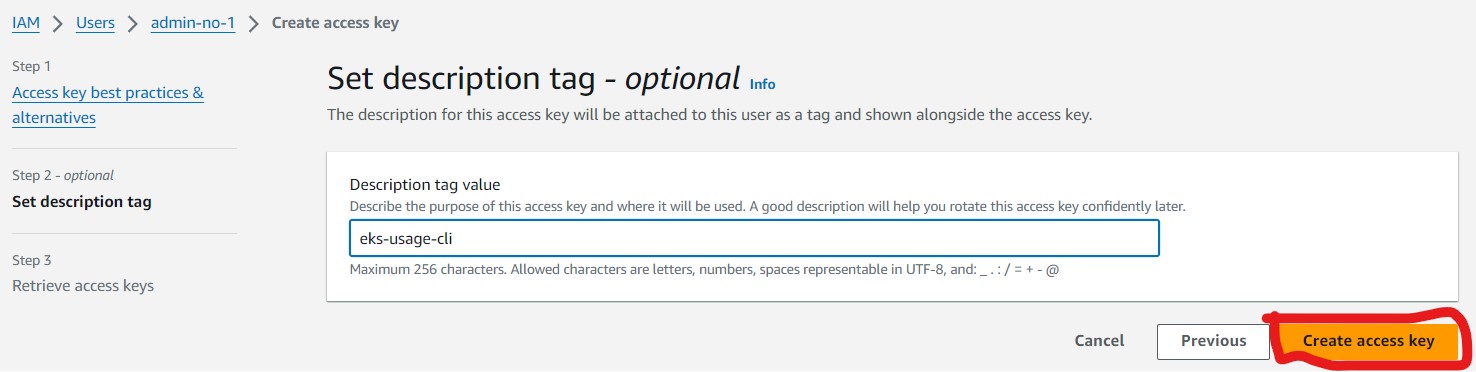 IAM > Users > admin-no-1 > Create access key
Step 1
Access key best practices &
alternatives
Step 2 - optional
Set description tag
Step 3
Retrieve access keys
Set description tag - optional Info
The description for this access key will be attached to this user as a tag and shown alongside the access key.
Description tag value
Describe the purpose of this access key and where it will be used. A good description will help you rotate this access key confidently later.
eks-usage-cli
Maximum 256 characters. Allowed characters are letters, numbers, spaces representable in UTF-8, and: _ . : / = + - @
Cancel
Previous
Create access key